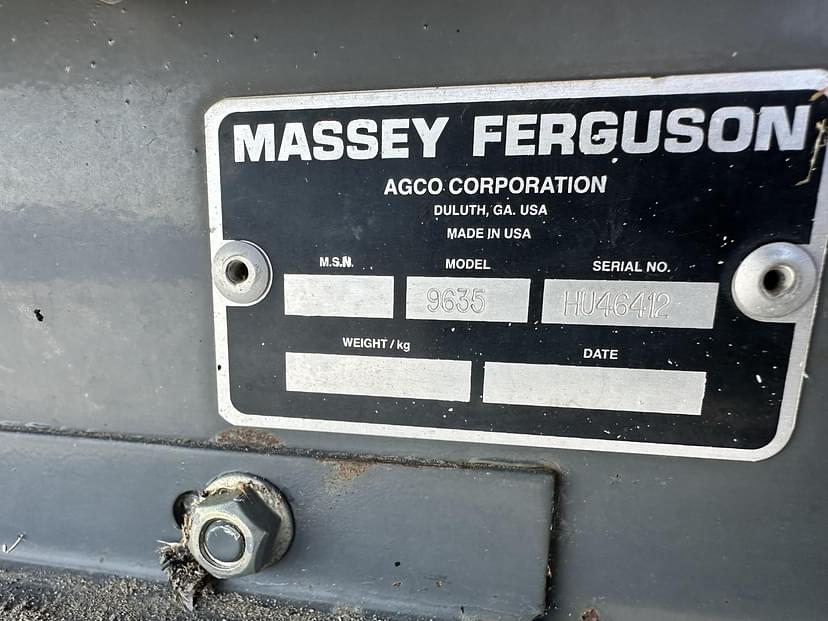 MASSEY FERGUSON
AGCO CORPORATION
DULUTH, GA. USA
MADE IN USA
M.S.N. MODEL SERIAL NO.
9635 HU46412
WEIGHT / kg DATE